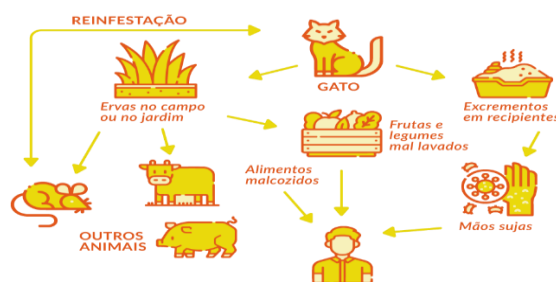 REINFESTAÇÃO
GATO
Ervas no campo
ou no jardim
Excrementos
em recipientes
Frutas e
legumes
mal lavados
Alimentos
malcozidos
Mãos sujas
OUTROS
ANIMAIS